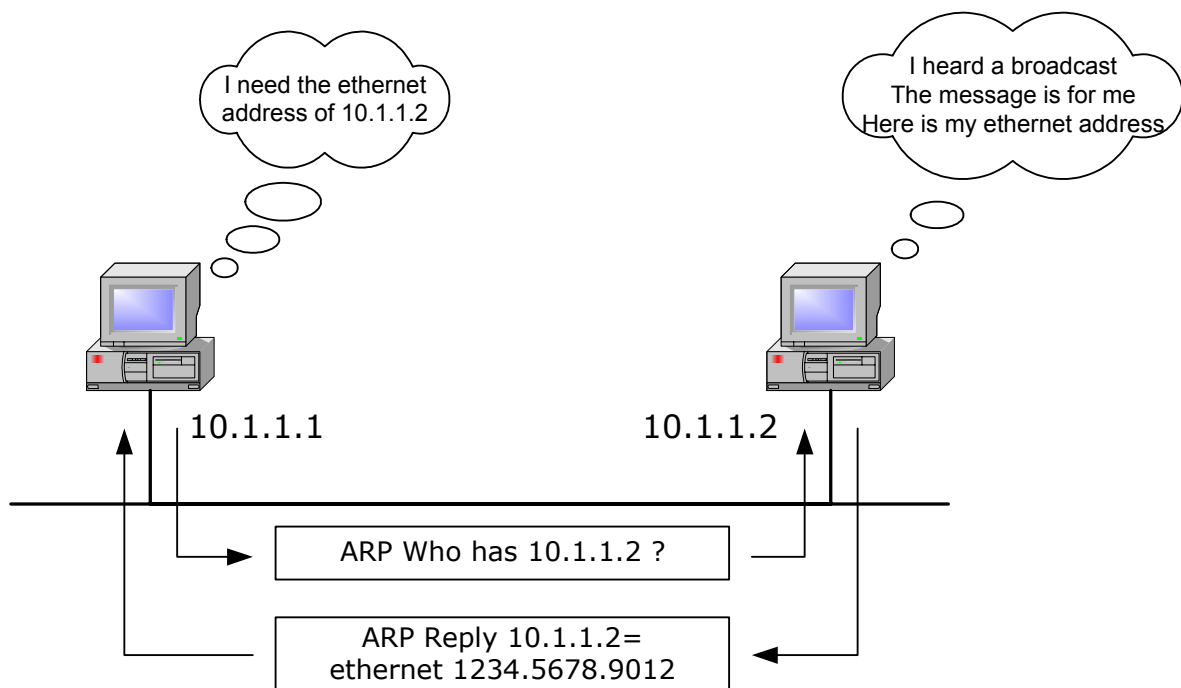 I need the ethernet
address of 10.1.1.2
I heard a broadcast
The message is for me
Here is my ethernet address
10.1.1.1
10.1.1.2
ARP Who has 10.1.1.2 ?
ARP Reply 10.1.1.2=
ethernet 1234.5678.9012